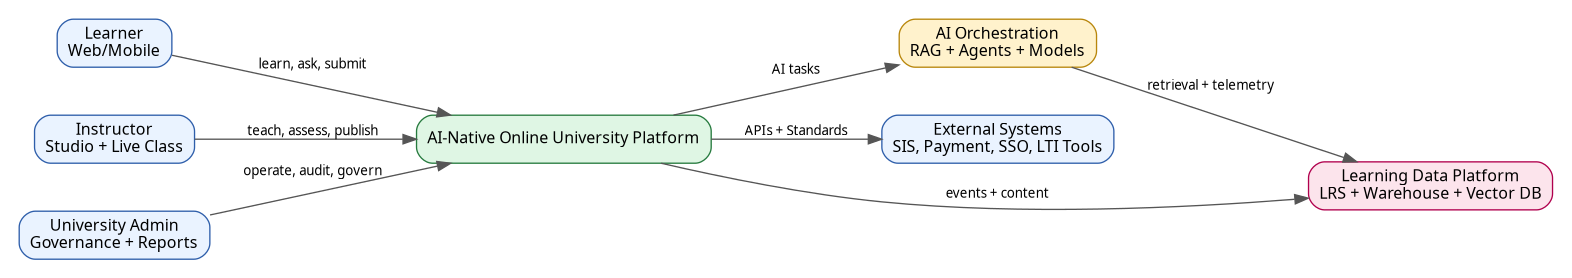 Learner
Web/Mobile
learn, ask, submit
Instructor
Studio + Live Class
teach, assess, publish
University Admin
Governance + Reports
operate, audit, govern
AI-Native Online University Platform
AI tasks
APIs + Standards
events + content
AI Orchestration
RAG + Agents + Models
External Systems
SIS, Payment, SSO, LTI Tools
retrieval + telemetry
Learning Data Platform
LRS + Warehouse + Vector DB